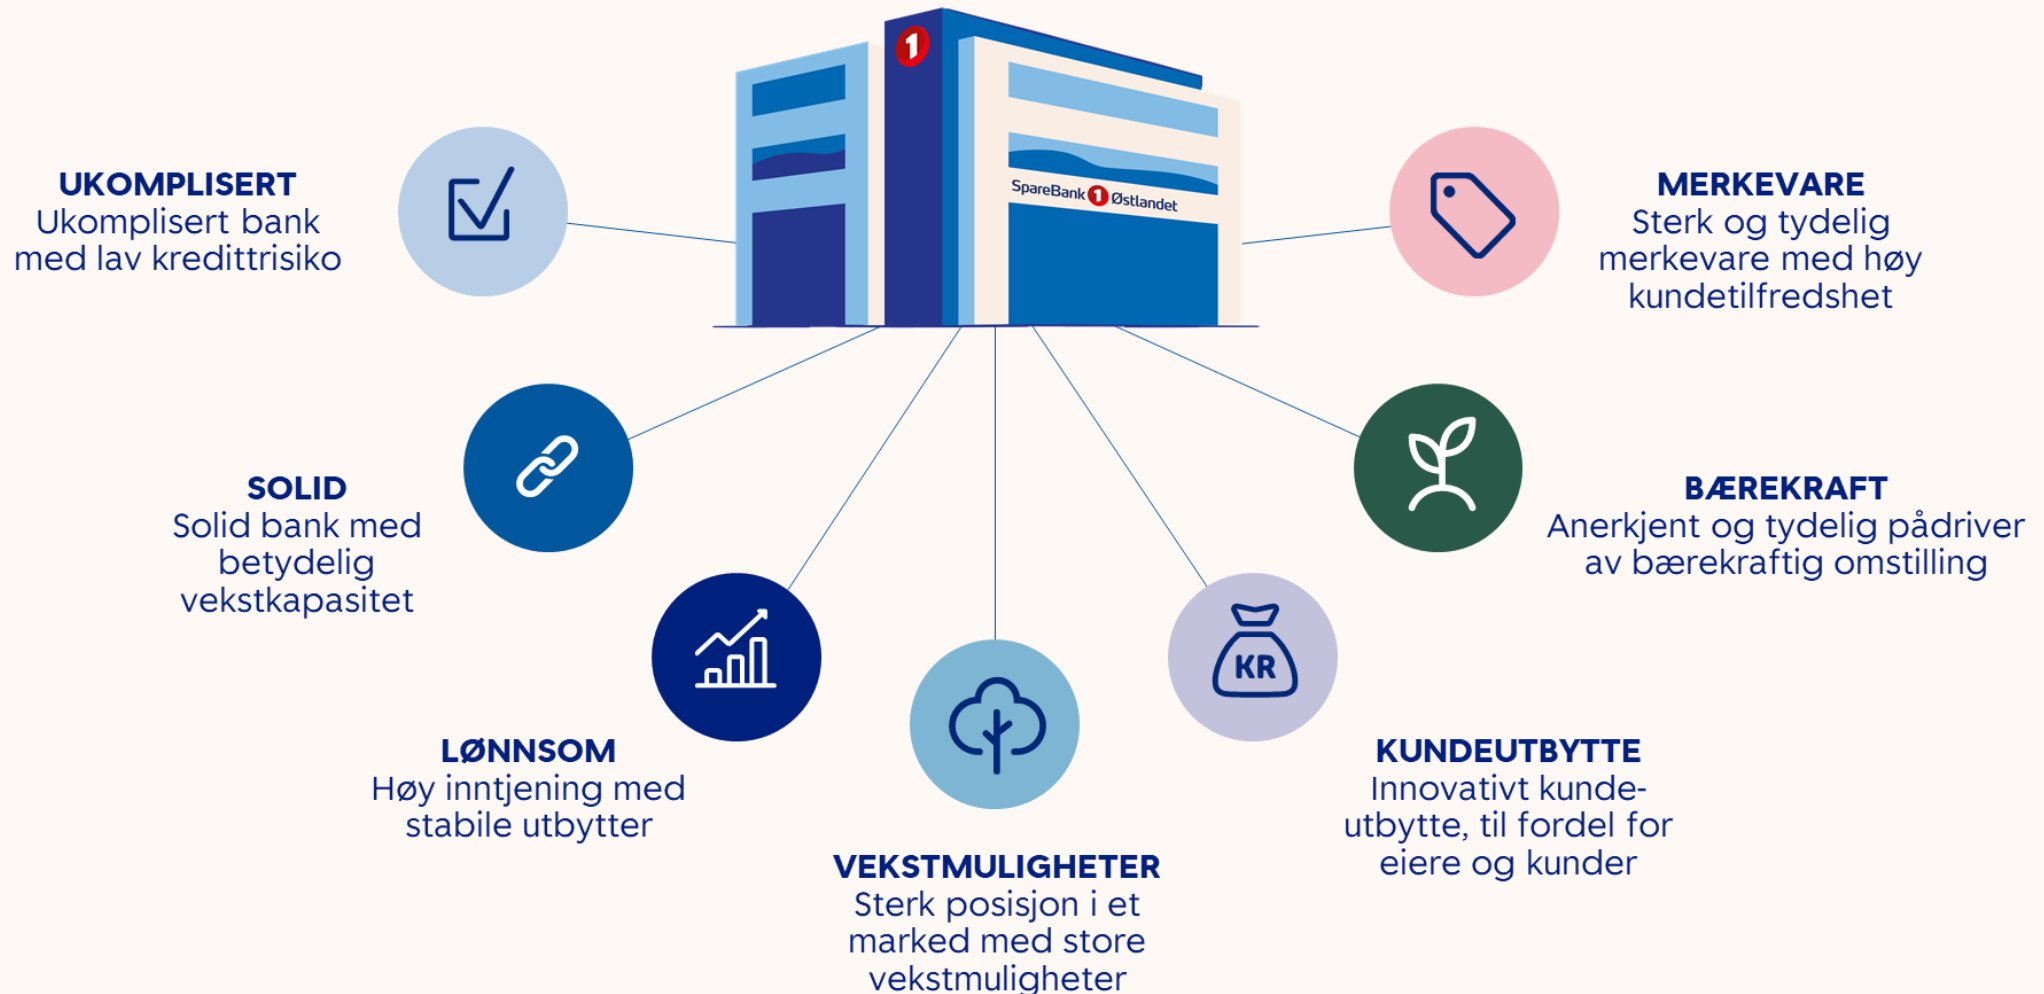 1
SpareBank 1 Østlandet
UKOMPLISERT
Ukomplisert bank
med lav kredittrisiko
SOLID
Solid bank med
betydelig
vekstkapasitet
LØNNSOM
Høy inntjening med
stabile utbytter
VEKSTMULIGHETER
Sterk posisjon i et
marked med store
vekstmuligheter
KR
KUNDEUTBYTTE
Innovativt kunde-
utbytte, til fordel for
eiere og kunder
BÆREKRAFT
Anerkjent og tydelig pådriver
av bærekraftig omstilling
MERKEVARE
Sterk og tydelig
merkevare med høy
kundetilfredshet